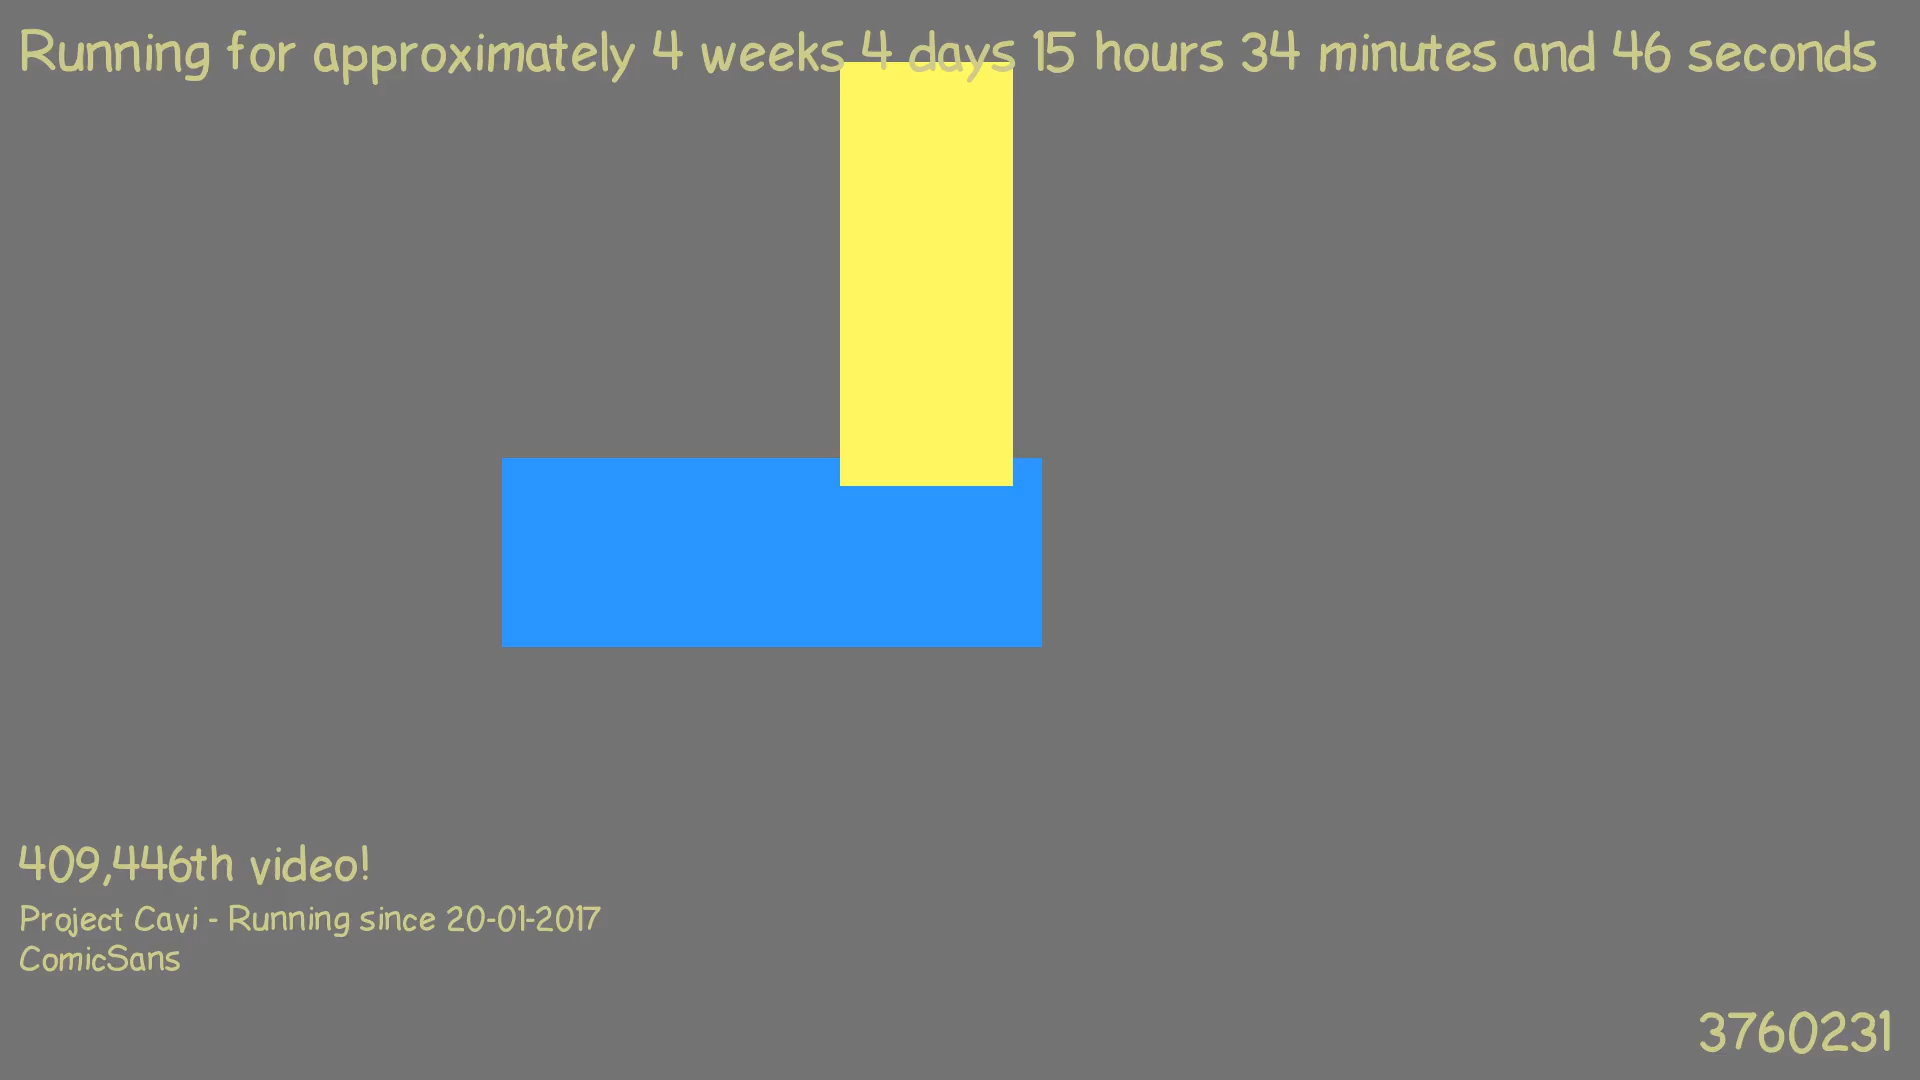 Running for approximately 4 weeks 4 days 15 hours 34 minutes and 46 seconds
409,446th video!
Project Cavi - Running since 20-01-2017
ComicSans
3760231